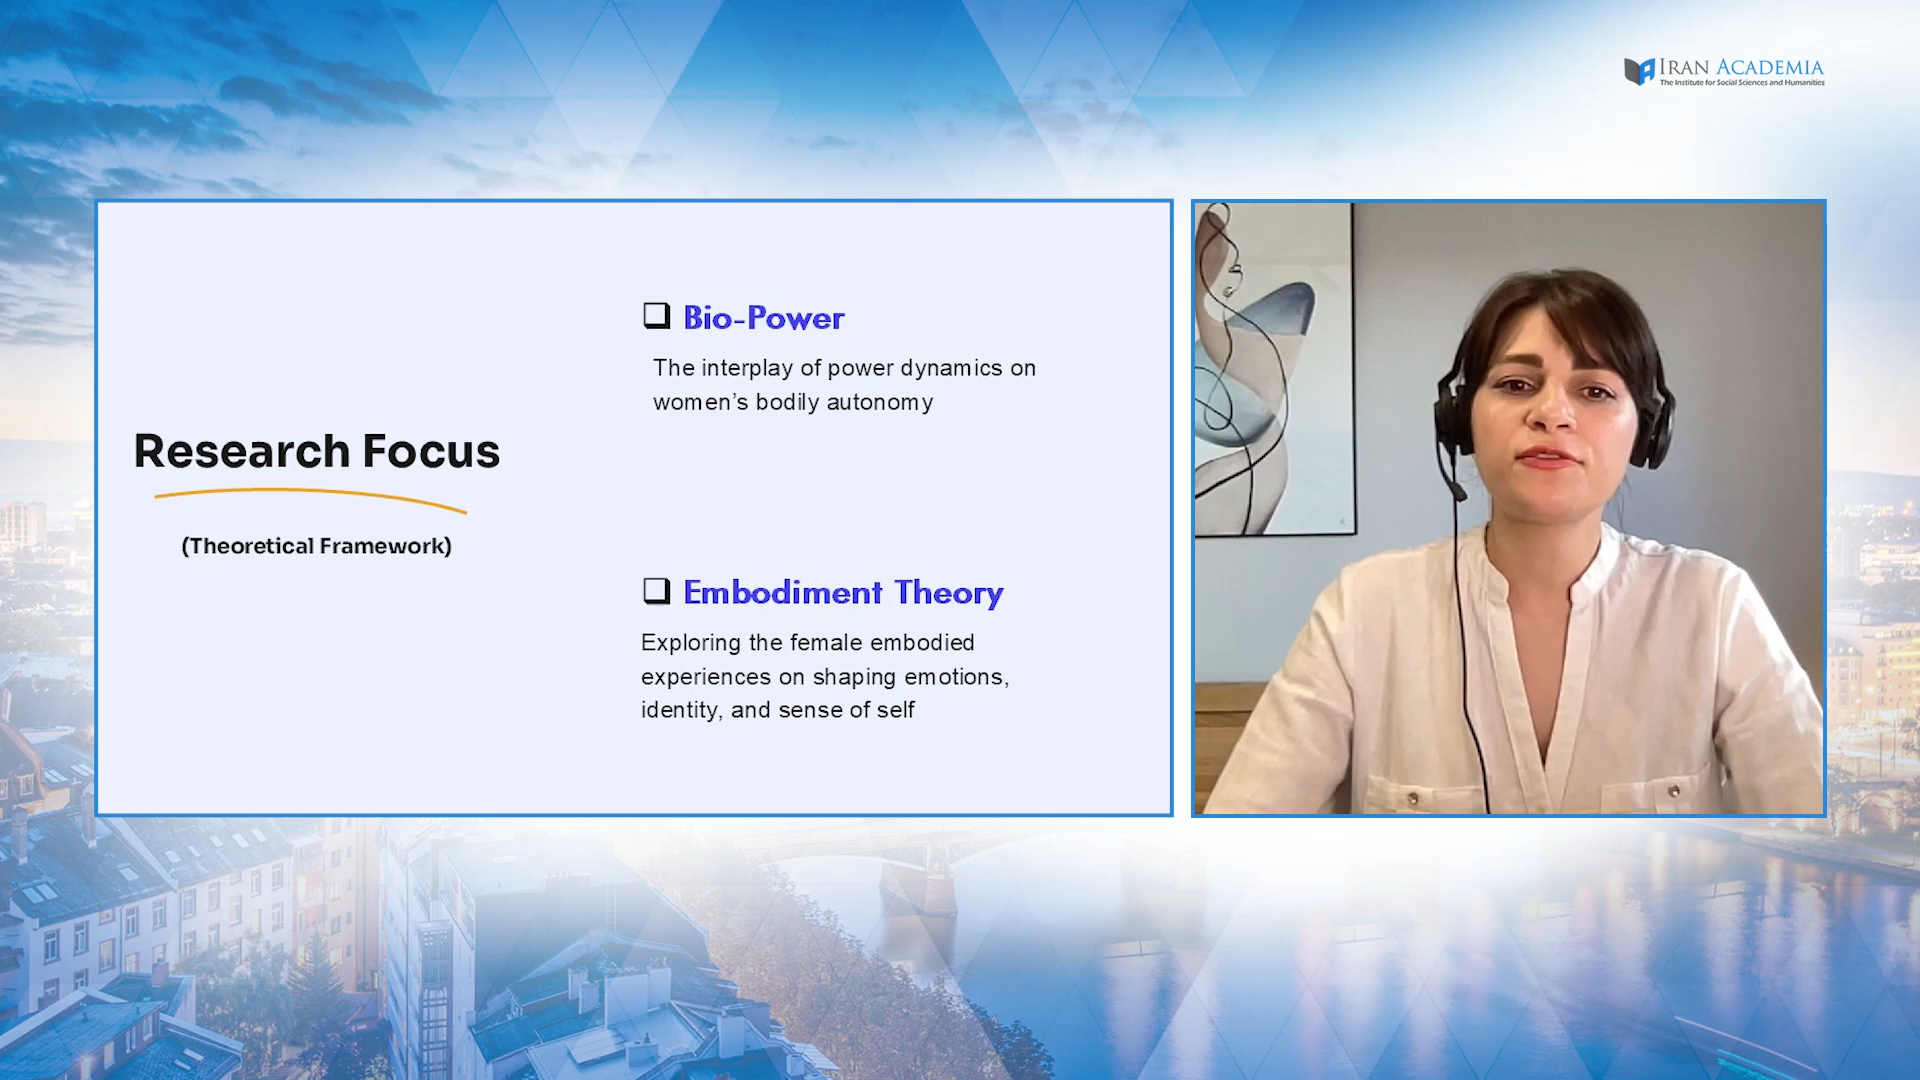 IRAN ACADEMIA
The Institute for Social Sciences and Humanities
Research Focus
(Theoretical Framework)
❑ Bio-Power
The interplay of power dynamics on
women’s bodily autonomy
❑ Embodiment Theory
Exploring the female embodied
experiences on shaping emotions,
identity, and sense of self